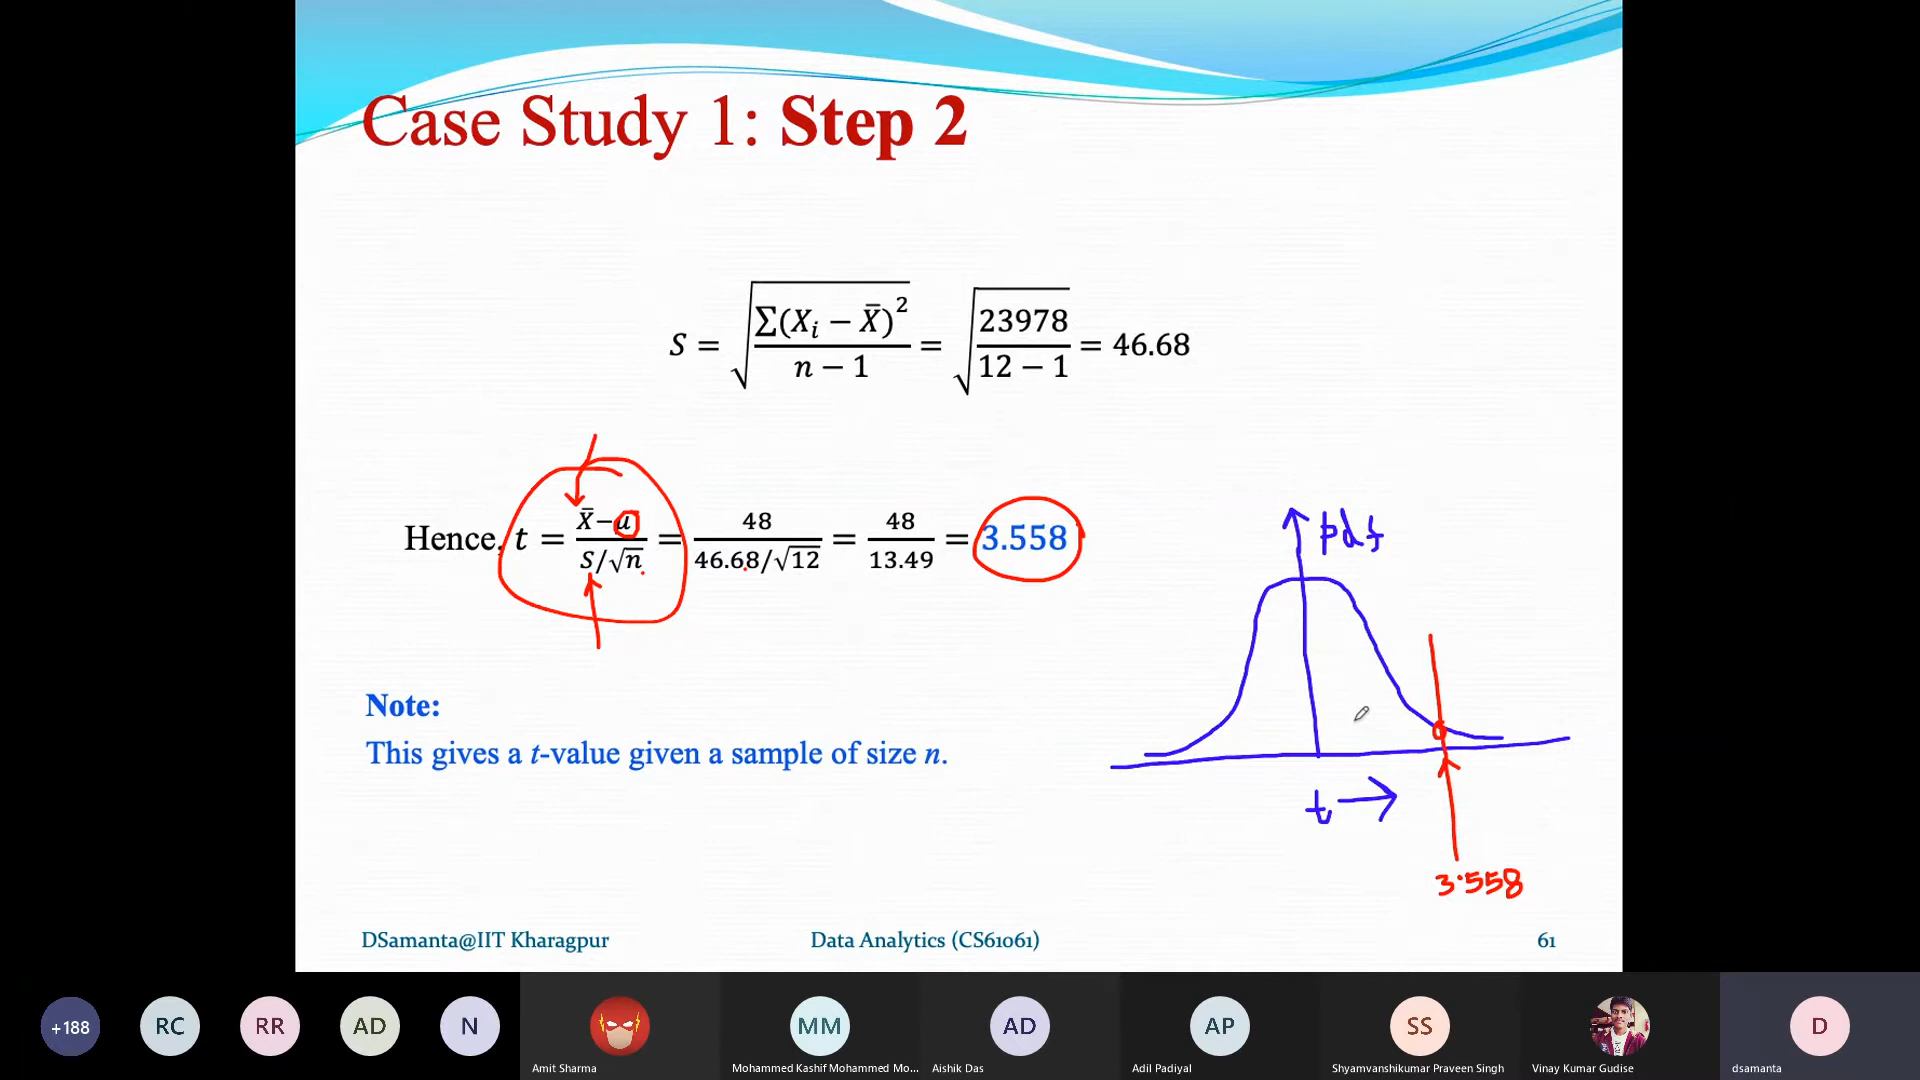 Case Study 1: Step 2
S = √(∑(Xᵢ − X̄)² / (n − 1)) = √(23978 / (12 − 1)) = 46.68
Hence, t = (X̄−u) / (S/√n) = 48 / (46.68/√12) = 48 / 13.49 = 3.558
pdf
Note:
This gives a t-value given a sample of size n.
t →
3.558
DSamanta@IIT Kharagpur Data Analytics (CS61061) 61
+188 RC RR AD N MM AD AP SS D
Amit Sharma Mohammed Kashif Mohammed Mo... Aishik Das Adil Padiyal Shyamvanshikumar Praveen Singh Vinay Kumar Gudise dsamanta